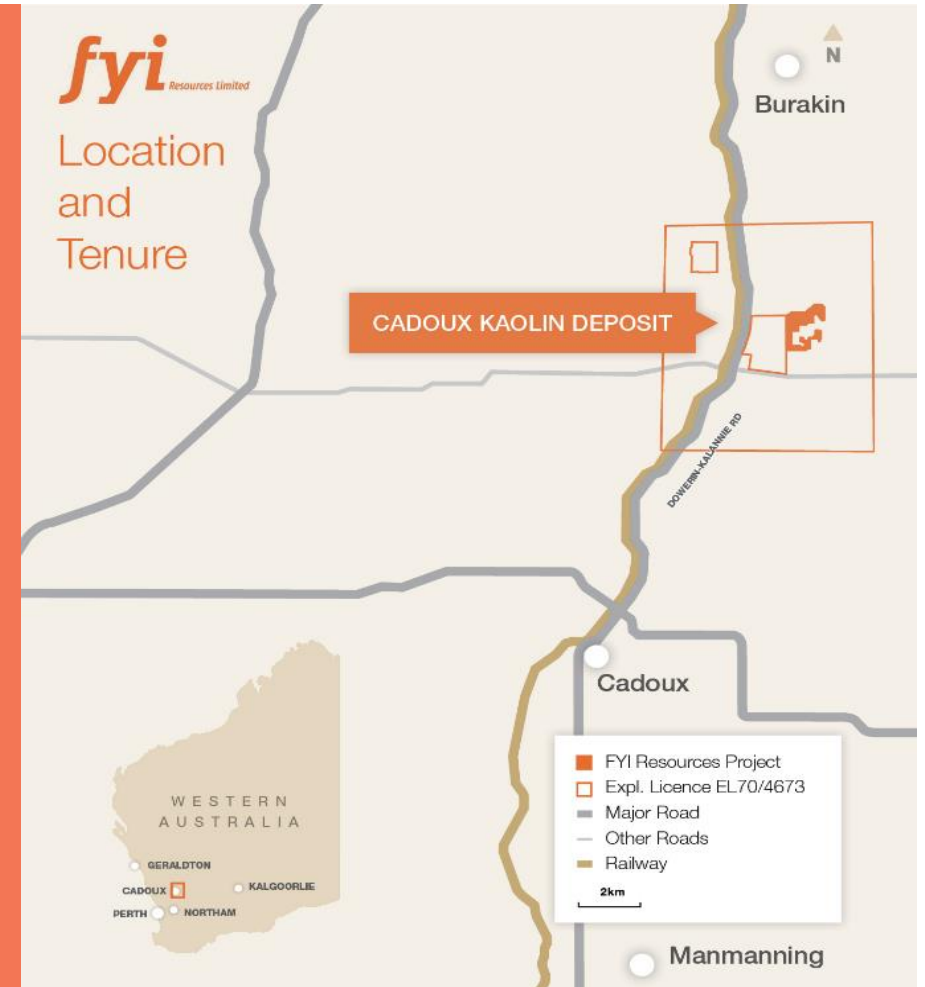 fyi
Resources Limited
Location
and
Tenure
N
Burakin
CADOUX KAOLIN DEPOSIT
DOWERIN-KALANNIE RD
Cadoux
WESTERN
AUSTRALIA
GERALDTON
CADOUX
KALGOORLIE
PERTH
NORTHAM
FYI Resources Project
Expl. Licence EL70/4673
Major Road
Other Roads
Railway
2km
Manmanning